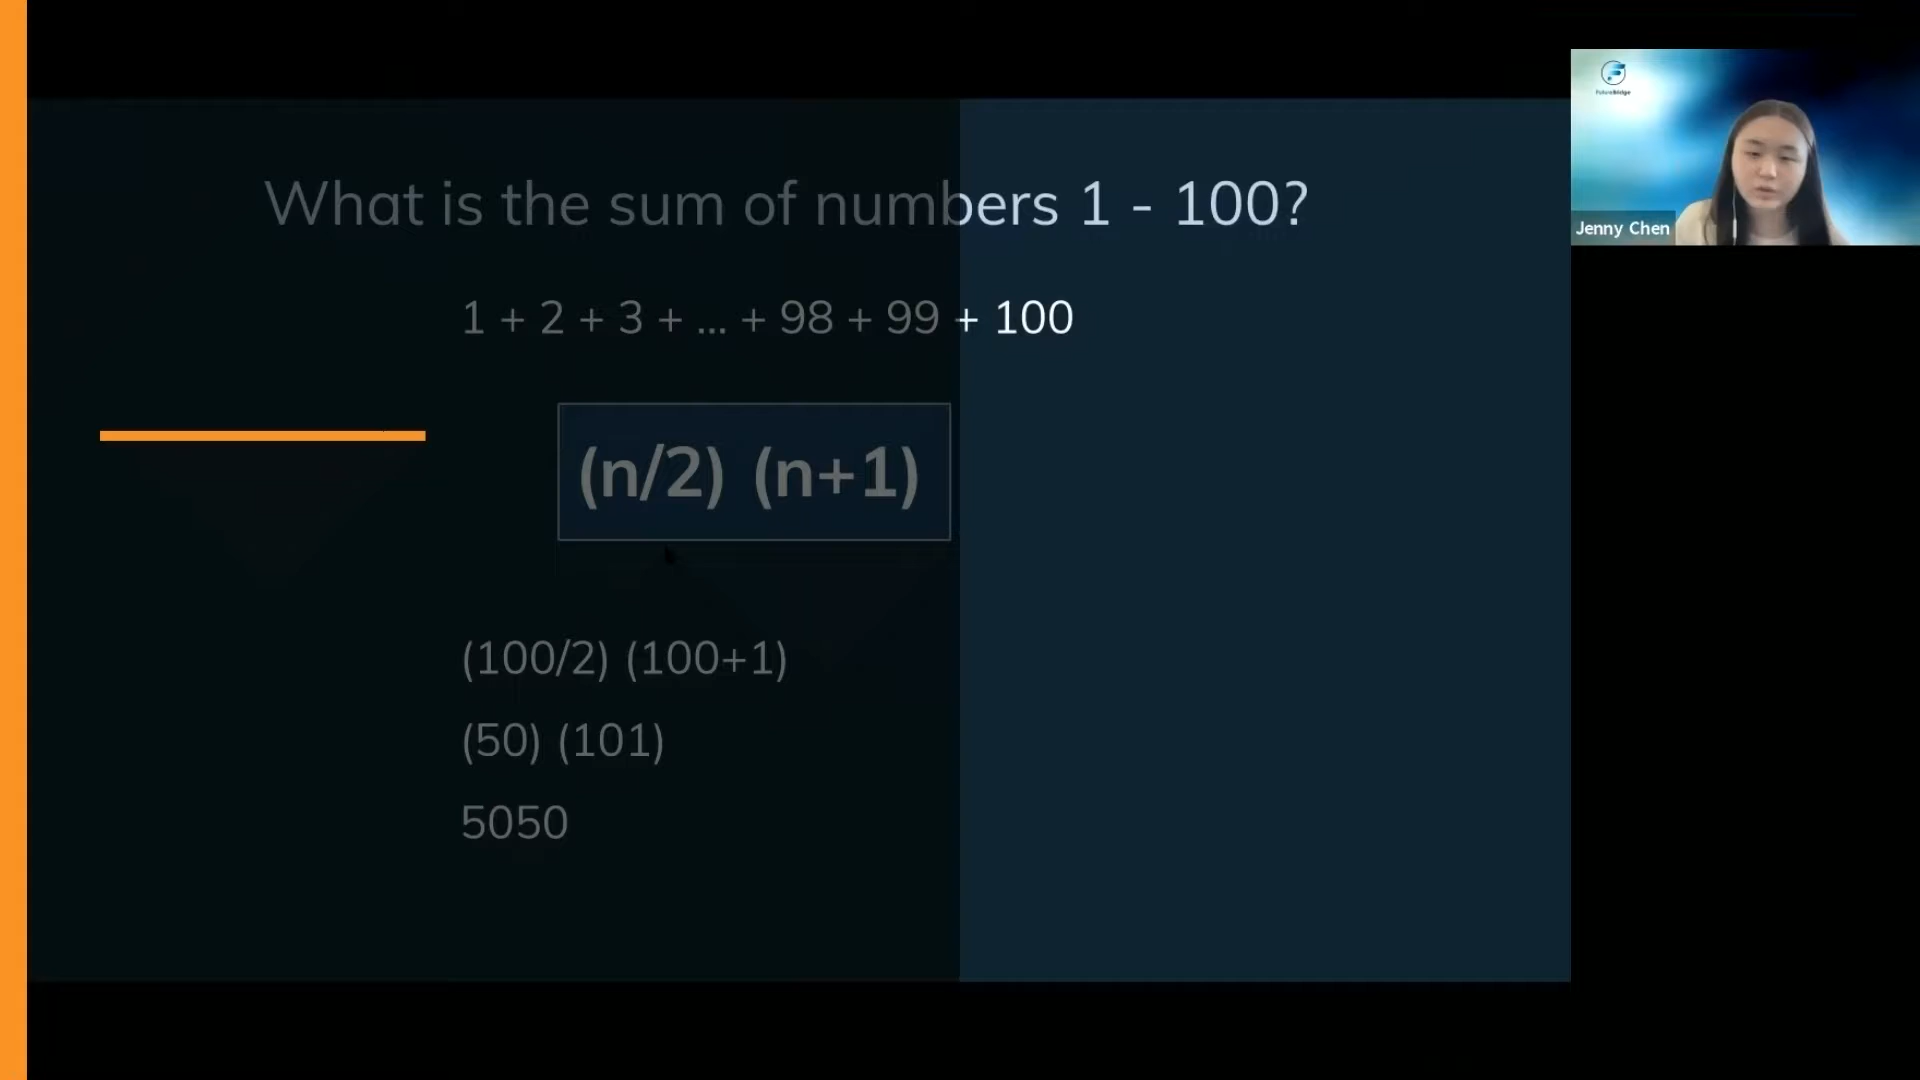 What is the sum of numbers 1 - 100?
1 + 2 + 3 + ... + 98 + 99 + 100
(n/2) (n+1)
(100/2) (100+1)
(50) (101)
5050
FutureBridge
Jenny Chen